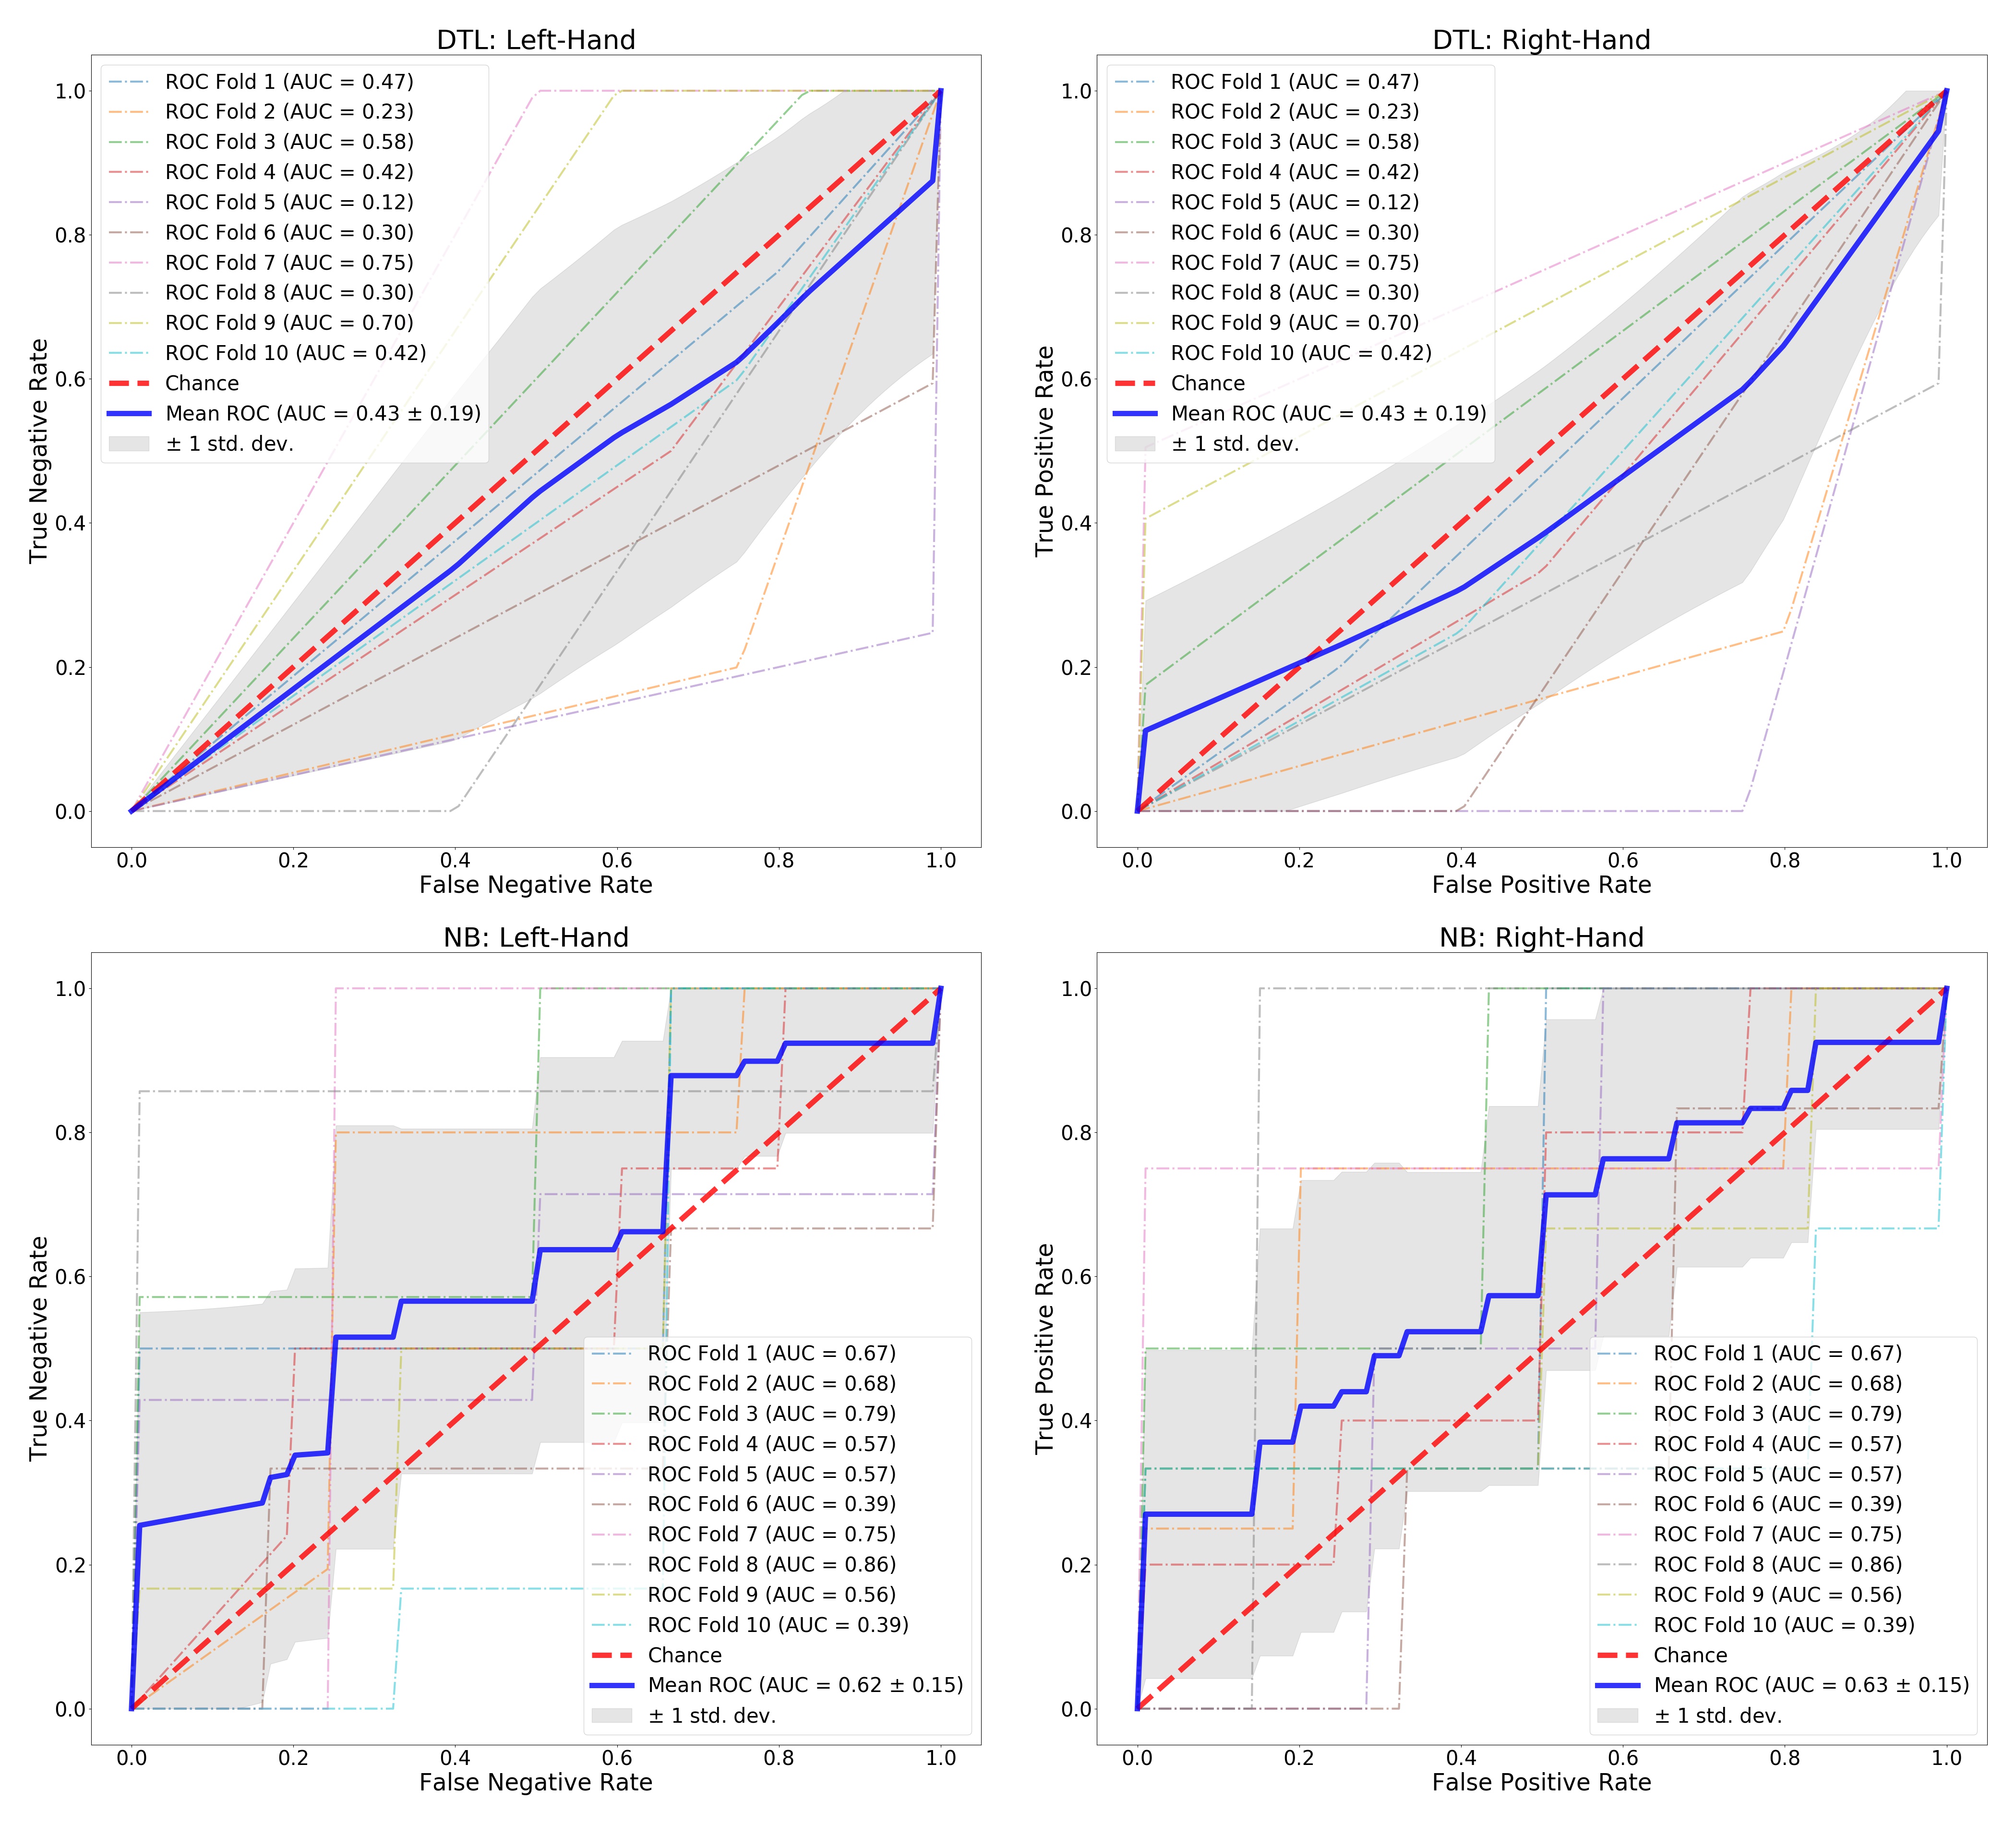 DTL: Left-Hand
True Negative Rate
1.0
0.8
0.6
0.4
0.2
0.0
ROC Fold 1 (AUC = 0.47)
ROC Fold 2 (AUC = 0.23)
ROC Fold 3 (AUC = 0.58)
ROC Fold 4 (AUC = 0.42)
ROC Fold 5 (AUC = 0.12)
ROC Fold 6 (AUC = 0.30)
ROC Fold 7 (AUC = 0.75)
ROC Fold 8 (AUC = 0.30)
ROC Fold 9 (AUC = 0.70)
ROC Fold 10 (AUC = 0.42)
Chance
Mean ROC (AUC = 0.43 ± 0.19)
± 1 std. dev.
0.0 0.2 0.4 0.6 0.8 1.0
False Negative Rate
DTL: Right-Hand
True Positive Rate
1.0
0.8
0.6
0.4
0.2
0.0
ROC Fold 1 (AUC = 0.47)
ROC Fold 2 (AUC = 0.23)
ROC Fold 3 (AUC = 0.58)
ROC Fold 4 (AUC = 0.42)
ROC Fold 5 (AUC = 0.12)
ROC Fold 6 (AUC = 0.30)
ROC Fold 7 (AUC = 0.75)
ROC Fold 8 (AUC = 0.30)
ROC Fold 9 (AUC = 0.70)
ROC Fold 10 (AUC = 0.42)
Chance
Mean ROC (AUC = 0.43 ± 0.19)
± 1 std. dev.
0.0 0.2 0.4 0.6 0.8 1.0
False Positive Rate
NB: Left-Hand
True Negative Rate
1.0
0.8
0.6
0.4
0.2
0.0
ROC Fold 1 (AUC = 0.67)
ROC Fold 2 (AUC = 0.68)
ROC Fold 3 (AUC = 0.79)
ROC Fold 4 (AUC = 0.57)
ROC Fold 5 (AUC = 0.57)
ROC Fold 6 (AUC = 0.39)
ROC Fold 7 (AUC = 0.75)
ROC Fold 8 (AUC = 0.86)
ROC Fold 9 (AUC = 0.56)
ROC Fold 10 (AUC = 0.39)
Chance
Mean ROC (AUC = 0.62 ± 0.15)
± 1 std. dev.
0.0 0.2 0.4 0.6 0.8 1.0
False Negative Rate
NB: Right-Hand
True Positive Rate
1.0
0.8
0.6
0.4
0.2
0.0
ROC Fold 1 (AUC = 0.67)
ROC Fold 2 (AUC = 0.68)
ROC Fold 3 (AUC = 0.79)
ROC Fold 4 (AUC = 0.57)
ROC Fold 5 (AUC = 0.57)
ROC Fold 6 (AUC = 0.39)
ROC Fold 7 (AUC = 0.75)
ROC Fold 8 (AUC = 0.86)
ROC Fold 9 (AUC = 0.56)
ROC Fold 10 (AUC = 0.39)
Chance
Mean ROC (AUC = 0.63 ± 0.15)
± 1 std. dev.
0.0 0.2 0.4 0.6 0.8 1.0
False Positive Rate